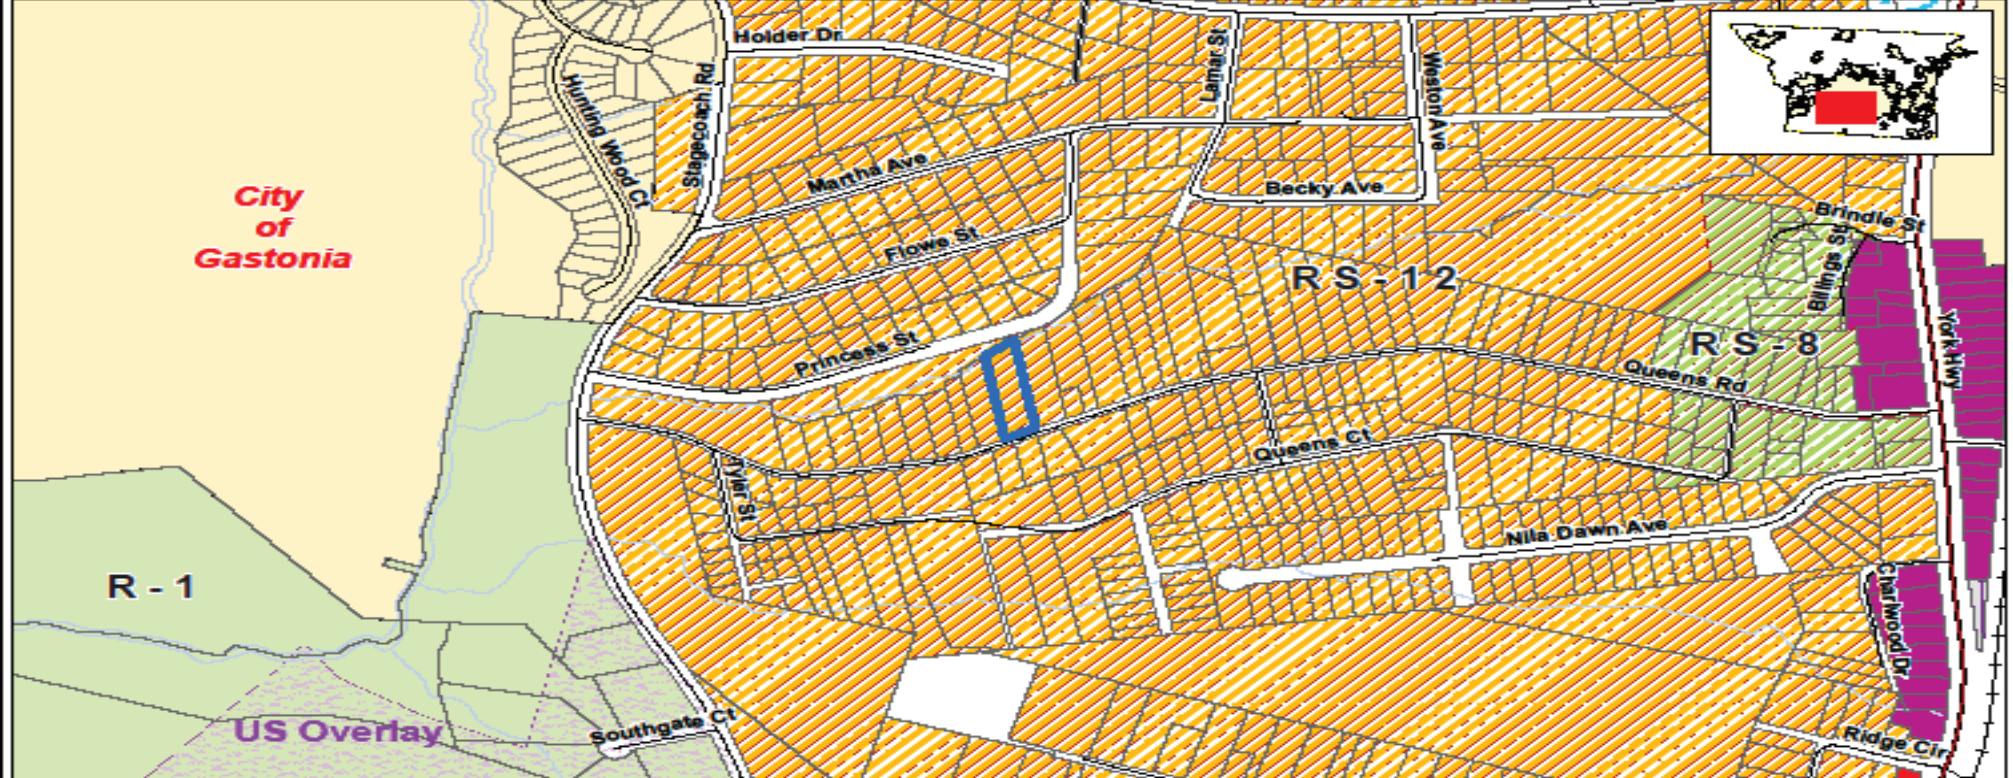 Holder Dr
Lamar St
Weston Ave
Hunting Wood Ct
Stagecoach Rd
Martha Ave
Becky Ave
City
of
Gastonia
Flowe St
Brindle St
Billings St
RS-12
Princess St
RS-8
York Hwy
Queens Rd
Queens Ct
Tyler St
Nila Dawn Ave
R-1
Charlwood Dr
US Overlay
Southgate Ct
Ridge Cir